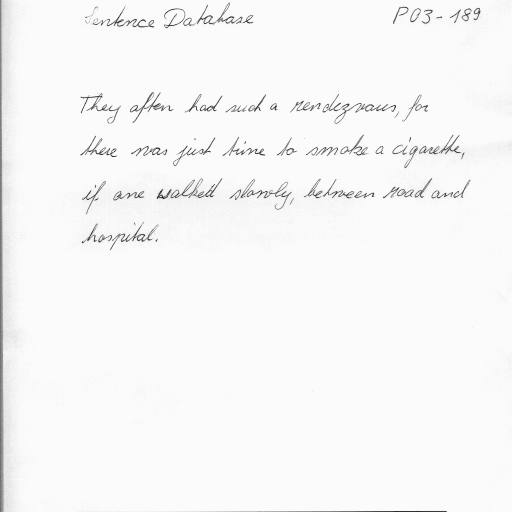 Sentence Database P03-189
They often had such a rendezvous, for
there was just time to smoke a cigarette,
if one walkett slowly, between road and
hospital.